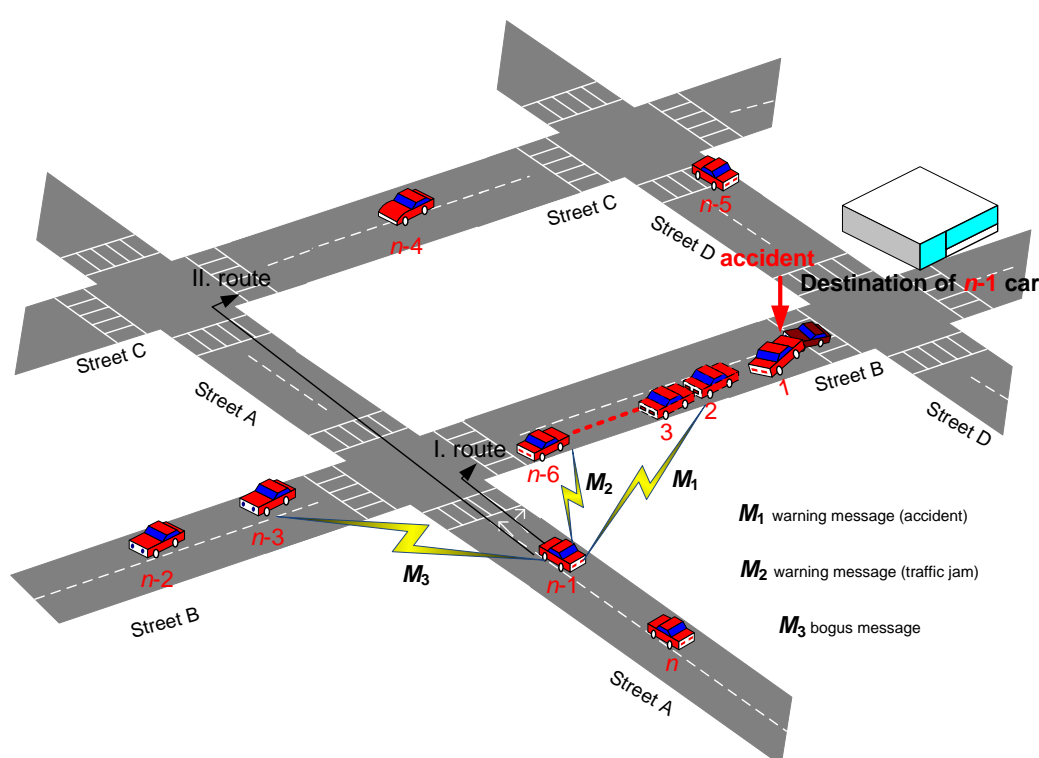 Street C
n-5
n-4
Street D
accident
II. route
Destination of n-1 car
Street C
Street A
Street B
1
2
3
Street D
I. route
n-6
M2
M1
M1 warning message (accident)
n-3
n-2
M3
n-1
M2 warning message (traffic jam)
Street B
M3 bogus message
n
Street A